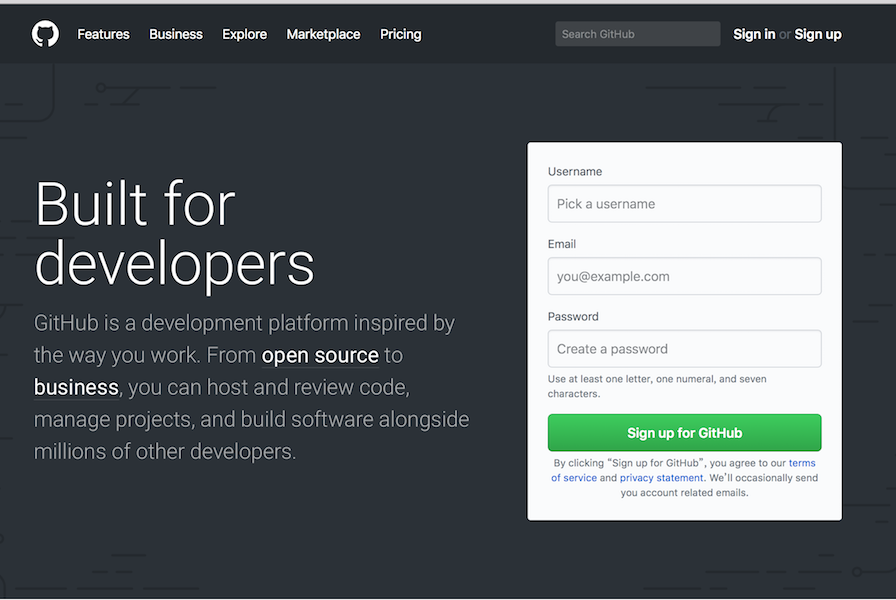 Features Business Explore Marketplace Pricing Search GitHub Sign in or Sign up
Built for
developers
GitHub is a development platform inspired by
the way you work. From open source to
business, you can host and review code,
manage projects, and build software alongside
millions of other developers.
Username
Pick a username
Email
you@example.com
Password
Create a password
Use at least one letter, one numeral, and seven
characters.
Sign up for GitHub
By clicking “Sign up for GitHub”, you agree to our terms
of service and privacy statement. We’ll occasionally send
you account related emails.